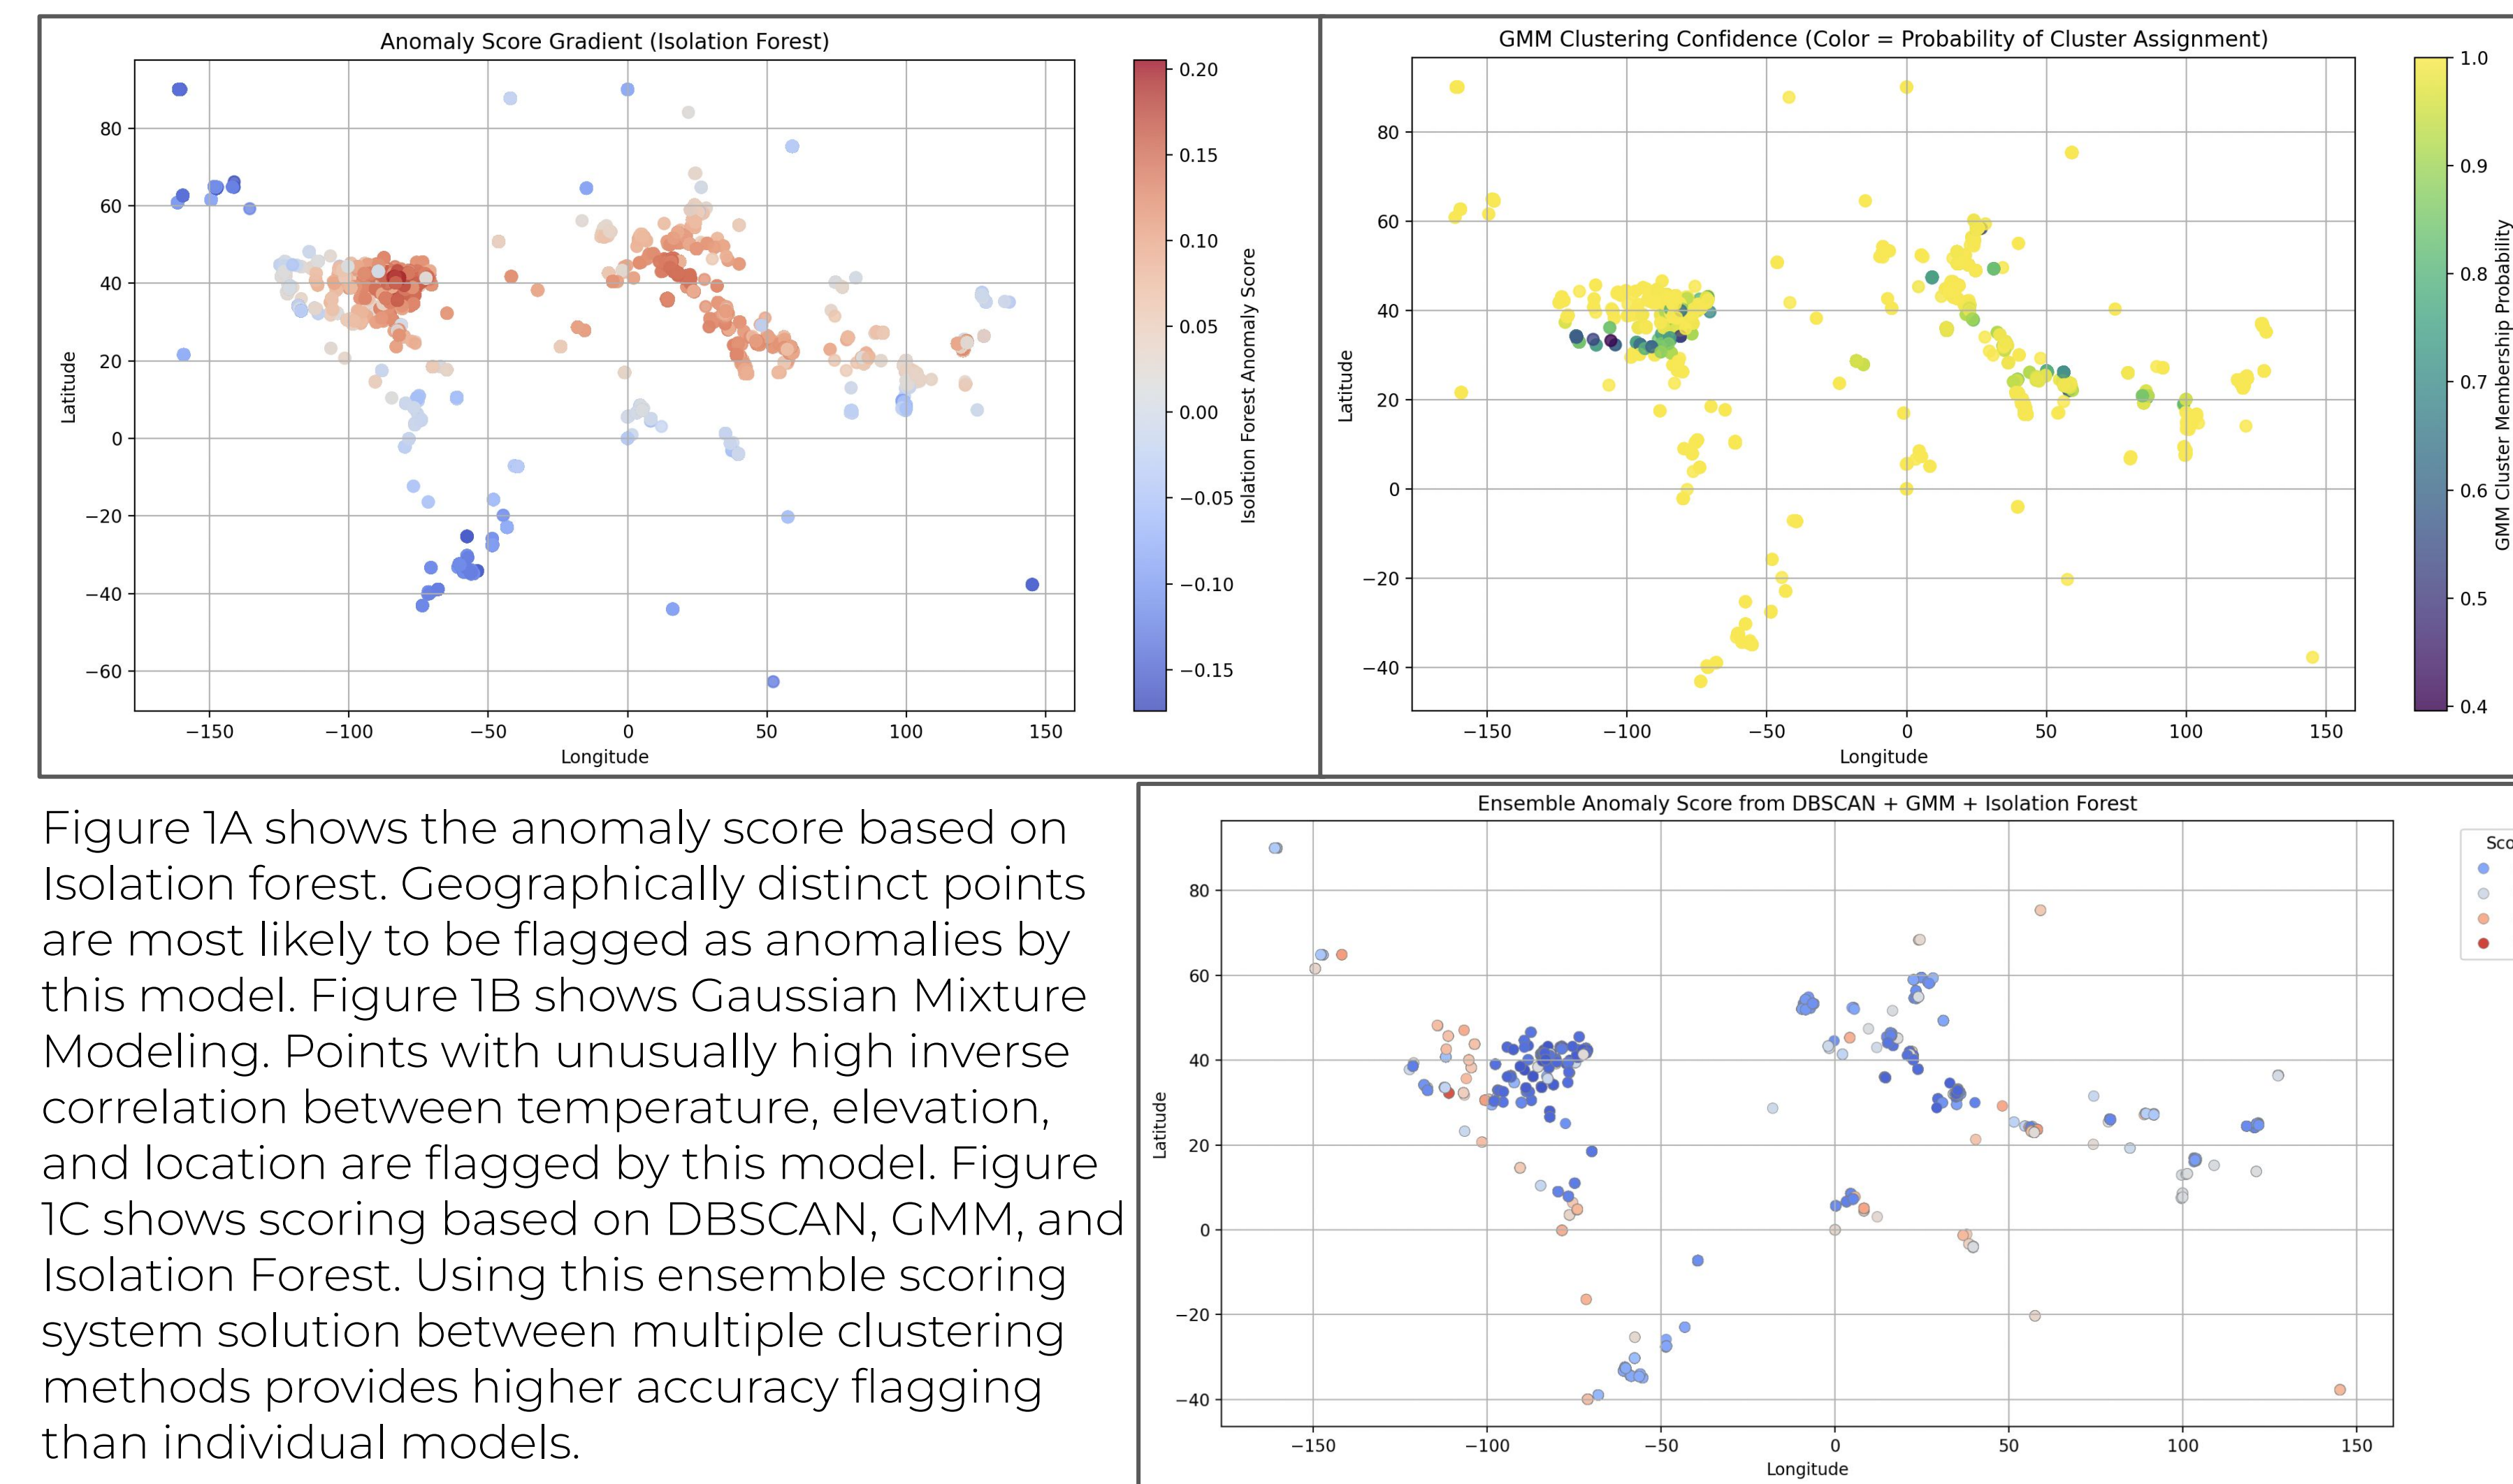 Anomaly Score Gradient (Isolation Forest)
80
60
40
20
0
−20
−40
−60
Latitude
−150
−100
−50
0
50
100
150
Longitude
0.20
0.15
0.10
0.05
0.00
−0.05
−0.10
−0.15
Isolation Forest Anomaly Score
GMM Clustering Confidence (Color = Probability of Cluster Assignment)
80
60
40
20
0
−20
−40
Latitude
−150
−100
−50
0
50
100
150
Longitude
1.0
0.9
0.8
0.7
0.6
0.5
0.4
GMM Cluster Membership Probability
Figure 1A shows the anomaly score based on
Isolation forest. Geographically distinct points
are most likely to be flagged as anomalies by
this model. Figure 1B shows Gaussian Mixture
Modeling. Points with unusually high inverse
correlation between temperature, elevation,
and location are flagged by this model. Figure
1C shows scoring based on DBSCAN, GMM, and
Isolation Forest. Using this ensemble scoring
system solution between multiple clustering
methods provides higher accuracy flagging
than individual models.
Ensemble Anomaly Score from DBSCAN + GMM + Isolation Forest
80
60
40
20
0
−20
−40
Latitude
−150
−100
−50
0
50
100
150
Longitude